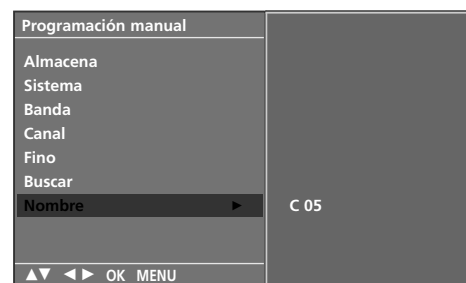 Programación manual
Almacena
Sistema
Banda
Canal
Fino
Buscar
Nombre ► C 05
▲▼ ◄► OK MENU